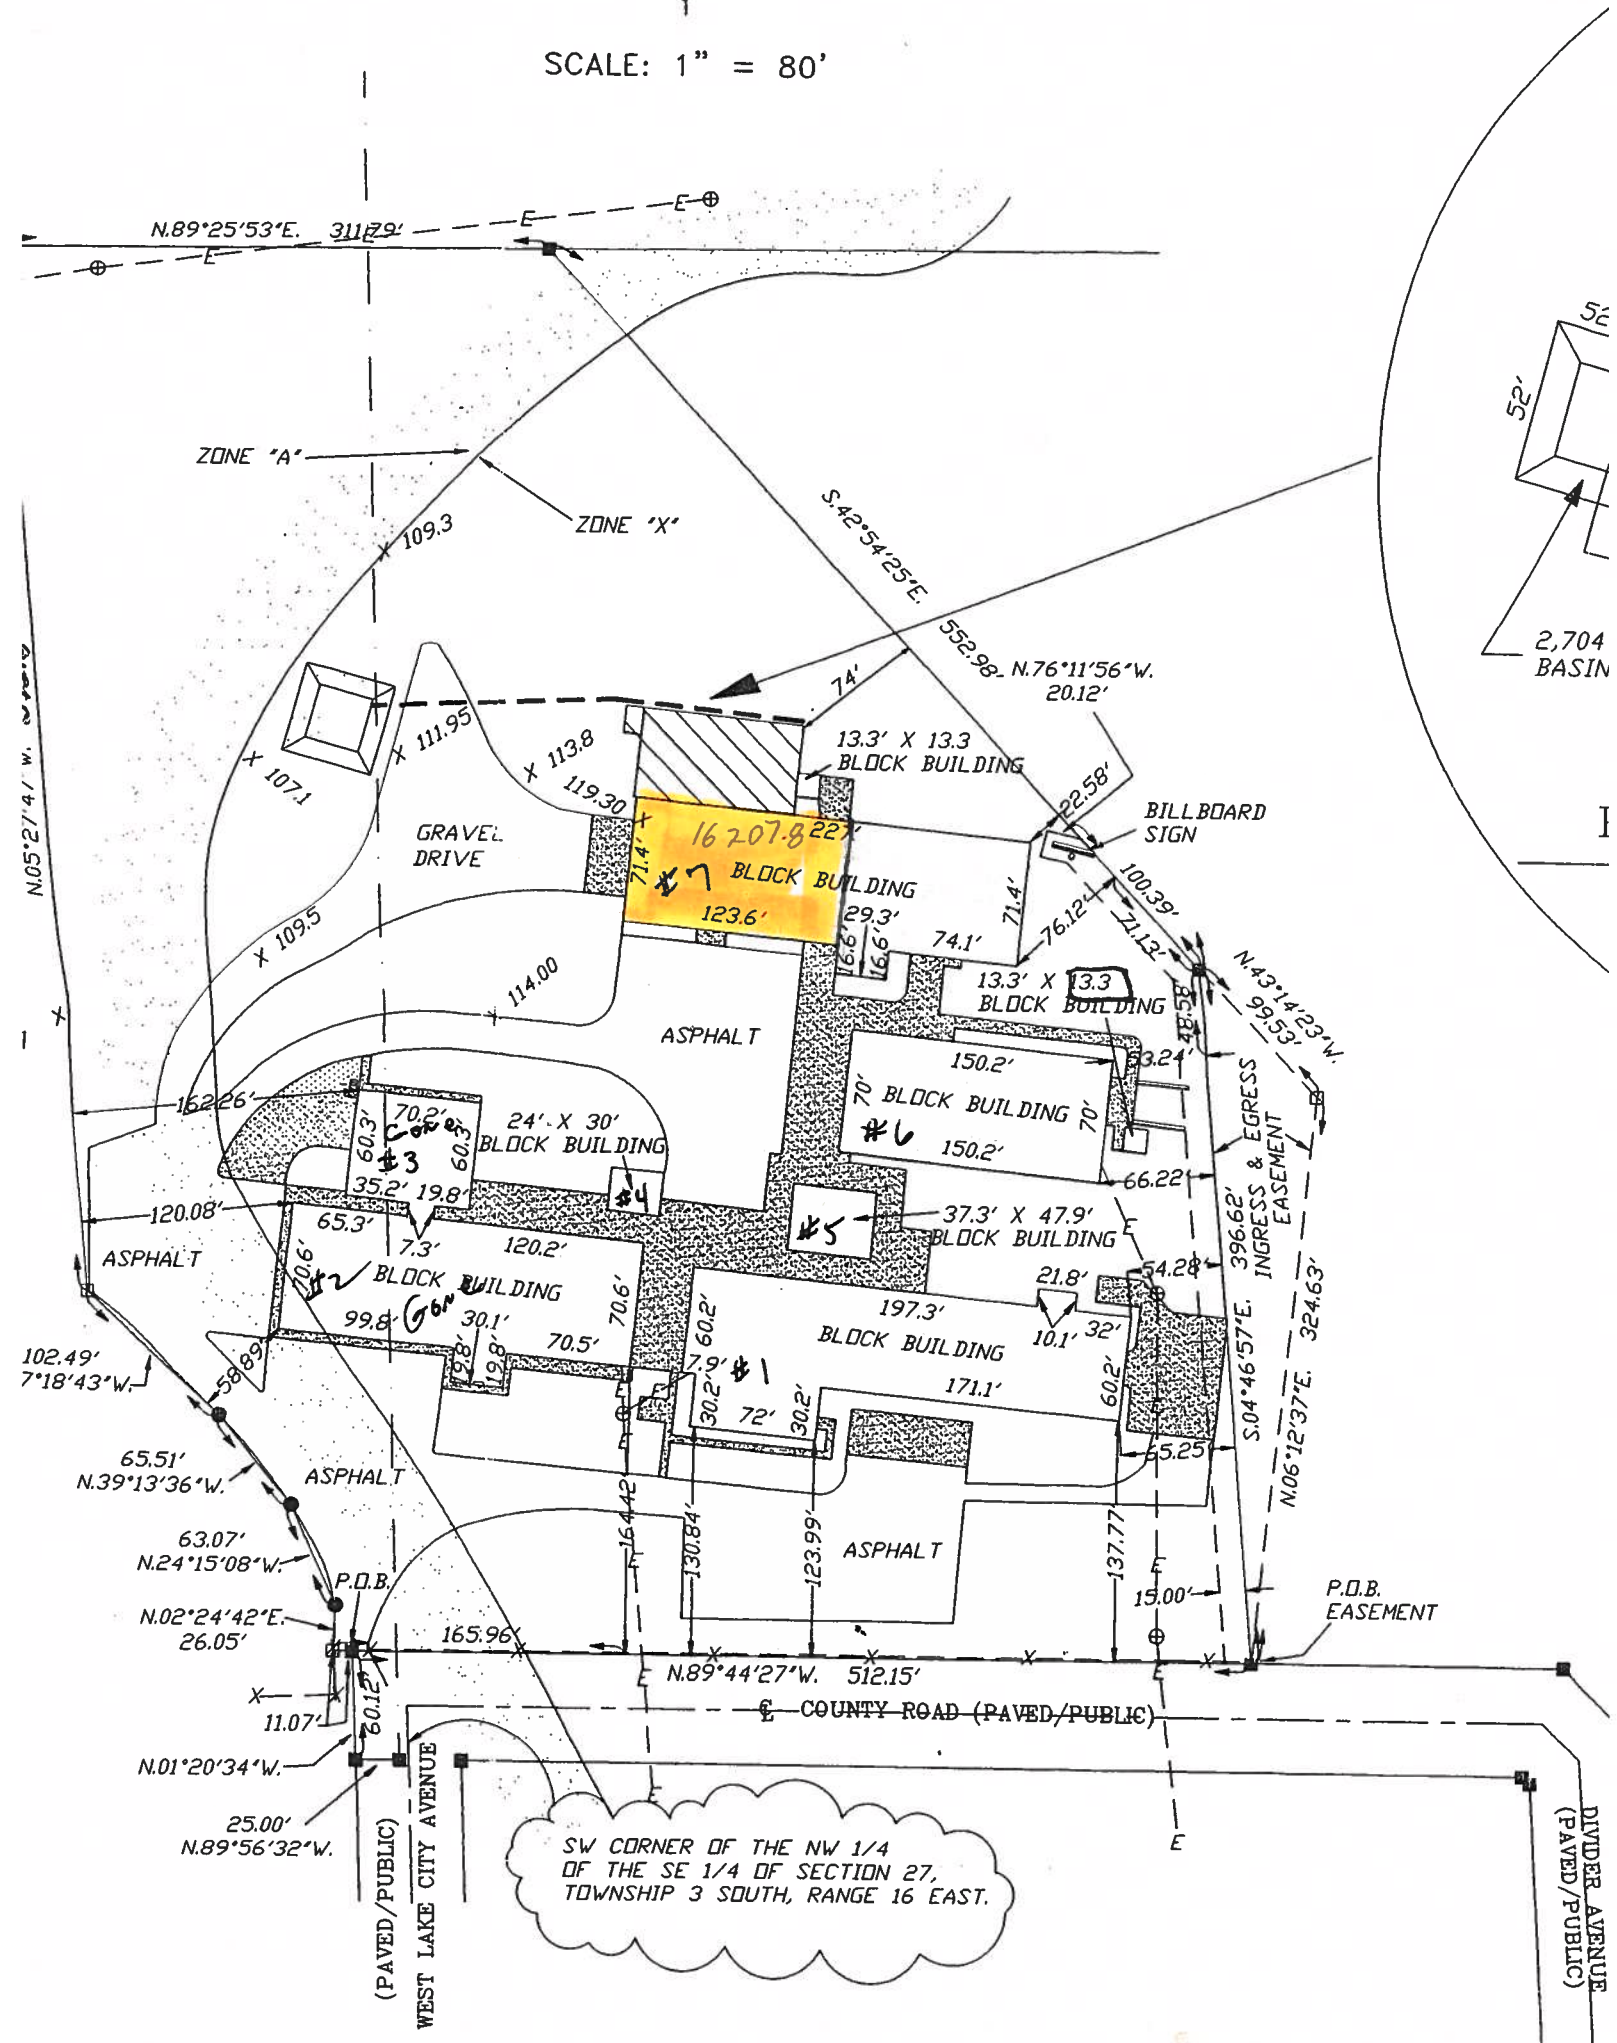 SCALE: 1" = 80'
N.89°25'53"E. 311.79'
E
E
E
E
ZONE "A"
ZONE "X"
109.3
S.42°54'25"E.
552.98'
N.76°11'56"W.
20.12'
74'
52'
2,704
BASIN
111.95
113.8
119.30
107.1
13.3' X 13.3
BLOCK BUILDING
22.58'
BILLBOARD
SIGN
GRAVEL
DRIVE
16207.8
227'
71.4'
#7
BLOCK BUILDING
123.6'
29.3'
16.6'
16.6'
74.1'
71.4'
76.12'
100.39'
71.13'
N.05°27'47"W.
109.5
114.00
13.3' X 13.3
BLOCK BUILDING
48.58'
N.43°14'23"W.
99.53'
ASPHALT
150.2'
53.24'
70'
BLOCK BUILDING
70'
#6
150.2'
66.22'
162.26'
70.2'
Gone
60.3'
60.3'
#3
35.2'
19.8'
24' X 30'
BLOCK BUILDING
#4
INGRESS & EGRESS
EASEMENT
120.08'
65.3'
7.3'
120.2'
#5
37.3' X 47.9'
BLOCK BUILDING
E
ASPHALT
70.6'
#2
BLOCK BUILDING
Gone
70.6'
99.8'
30.1'
19.8'
19.8'
70.5'
21.8'
54.28'
197.3'
BLOCK BUILDING
10.1'
32'
60.2'
60.2'
7.9'
#1
171.1'
30.2'
72'
30.2'
S.04°46'57"E. 396.62'
N.06°12'37"E. 324.63'
102.49'
7°18'43"W.
58.89'
65.25'
65.51'
N.39°13'36"W.
ASPHALT
E
E
E
E
164.42'
130.84'
123.99'
ASPHALT
137.77'
E
E
63.07'
N.24°15'08"W.
P.O.B.
15.00'
P.O.B.
EASEMENT
N.02°24'42"E.
26.05'
165.96'
N.89°44'27"W. 512.15'
E
E
11.07'
60.12'
COUNTY ROAD (PAVED/PUBLIC)
N.01°20'34"W.
25.00'
N.89°56'32"W.
E
E
(PAVED/PUBLIC)
WEST LAKE CITY AVENUE
SW CORNER OF THE NW 1/4
OF THE SE 1/4 OF SECTION 27,
TOWNSHIP 3 SOUTH, RANGE 16 EAST.
DIVIDER AVENUE
(PAVED/PUBLIC)